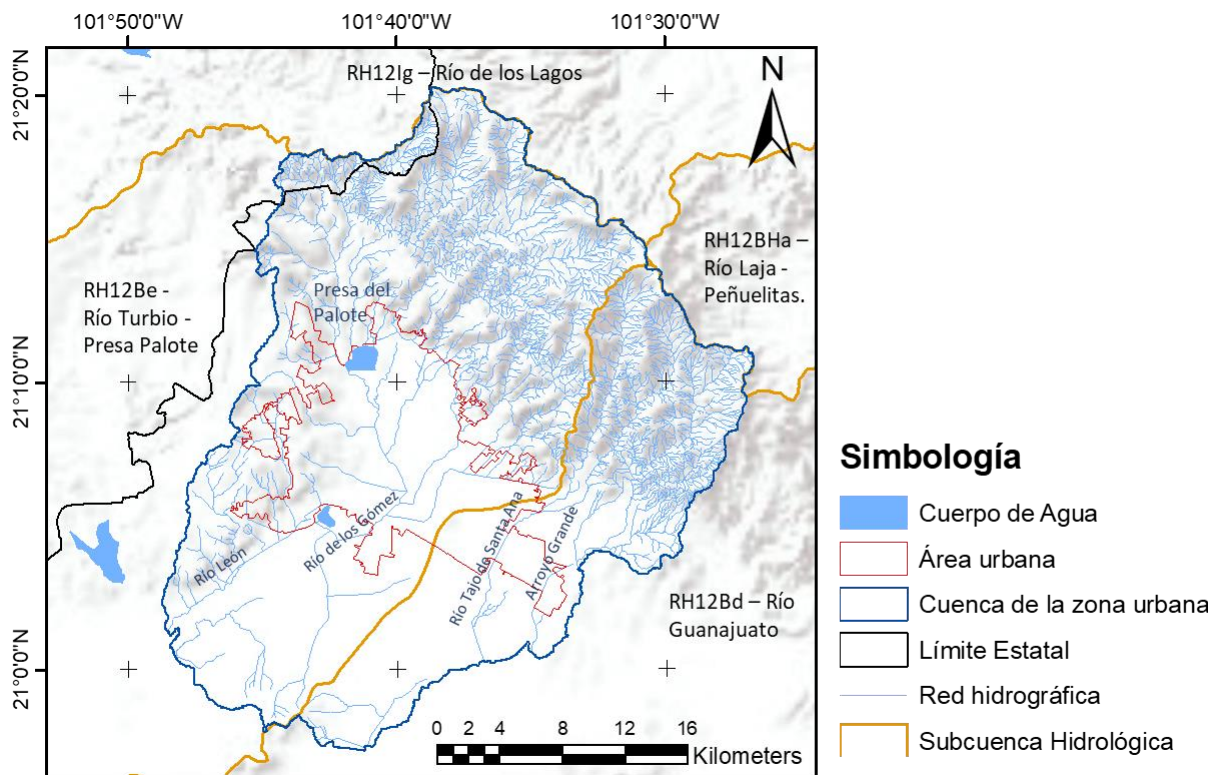 101°50"0"W
101°40"0"W
101°30"0"W
21°20'0"N
21°10'0"N
21°0'0"N
RH12Ig – Río de los Lagos
N
RH12BHa –
Río Laja -
Peñuelitas.
RH12Be -
Río Turbio -
Presa Palote
Presa del
Palote
Río León
Río de los Gómez
Río Tajo de Santa Ana
Arroyo Grande
RH12Bd – Río
Guanajuato
0 2 4 8 12 16
Kilometers
Simbología
Cuerpo de Agua
Área urbana
Cuenca de la zona urbana
Límite Estatal
Red hidrográfica
Subcuenca Hidrológica